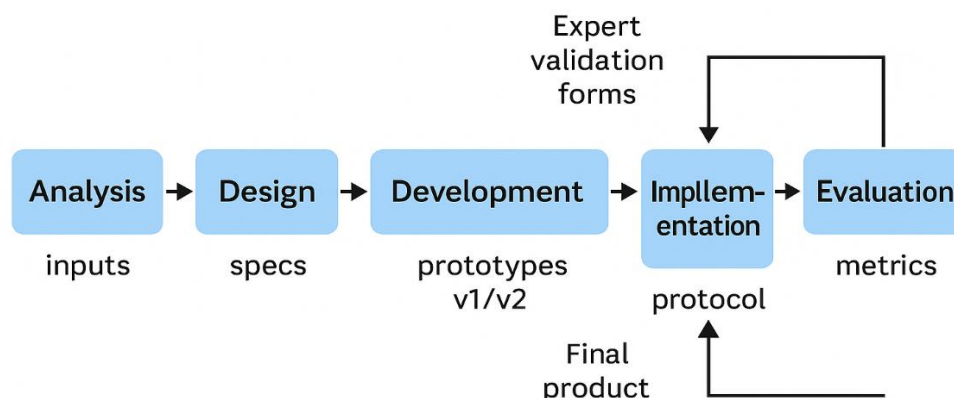 Expert
validation
forms
Analysis
Design
Development
Impllem-
entation
Evaluation
inputs
specs
prototypes
v1/v2
protocol
metrics
Final
product